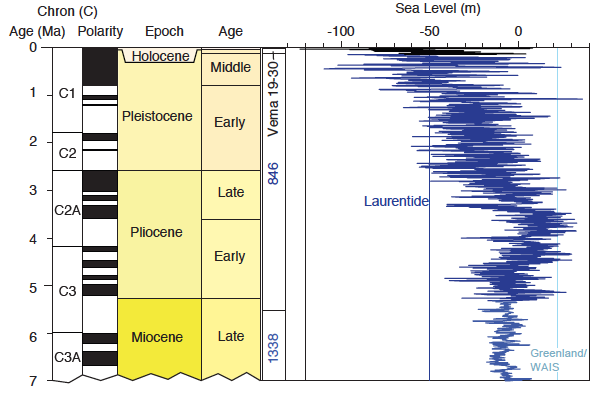 Chron (C)
Sea Level (m)
Age (Ma) Polarity Epoch Age
-100 -50 0
0
Holocene
Middle
Verna 19-30
1
C1
Pleistocene
Early
2
C2
846
3
Late
Laurentide
C2A
4
Pliocene
Early
5
C3
6
Miocene
Late
1338
C3A
Greenland/
WAIS
7